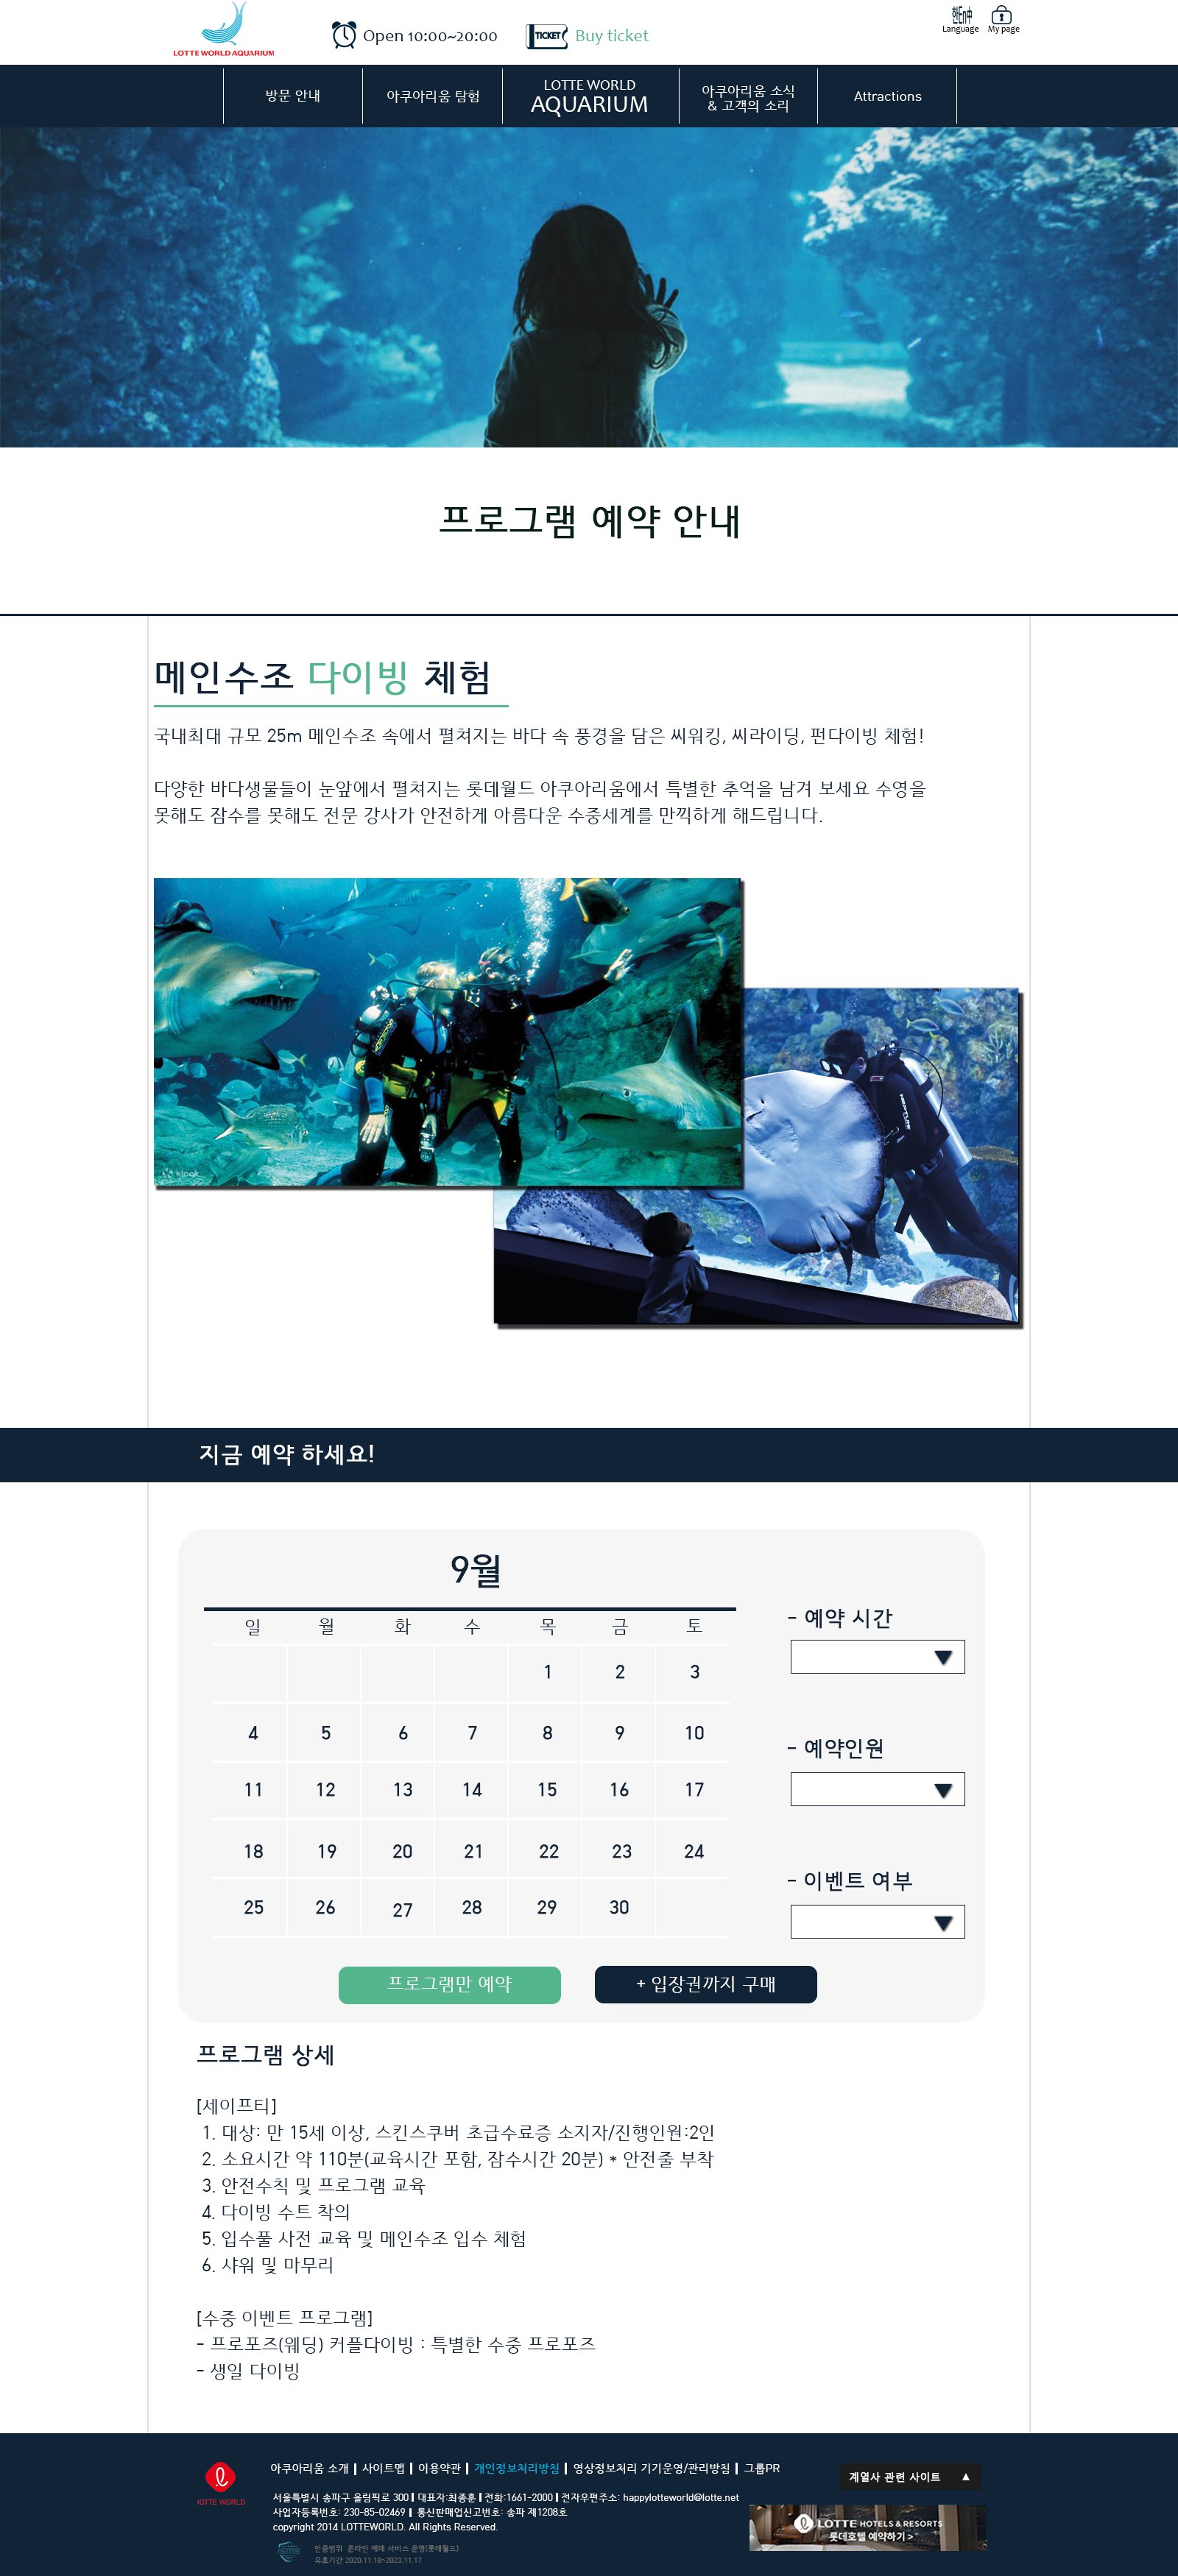 LOTTE WORLD AQUARIUM
Open 10:00~20:00
TICKET
Buy ticket
한En中
Language
My page
방문 안내
아쿠아리움 탐험
LOTTE WORLD
AQUARIUM
아쿠아리움 소식
& 고객의 소리
Attractions
프로그램 예약 안내
메인수조 다이빙 체험
국내최대 규모 25m 메인수조 속에서 펼쳐지는 바다 속 풍경을 담은 씨워킹, 씨라이딩, 펀다이빙 체험!
다양한 바다생물들이 눈앞에서 펼쳐지는 롯데월드 아쿠아리움에서 특별한 추억을 남겨 보세요 수영을
못해도 잠수를 못해도 전문 강사가 안전하게 아름다운 수중세계를 만끽하게 해드립니다.
klook
지금 예약 하세요!
9월
일 월 화 수 목 금 토
1 2 3
4 5 6 7 8 9 10
11 12 13 14 15 16 17
18 19 20 21 22 23 24
25 26 27 28 29 30
- 예약 시간
- 예약인원
- 이벤트 여부
프로그램만 예약
+ 입장권까지 구매
프로그램 상세
[세이프티]
1. 대상: 만 15세 이상, 스킨스쿠버 초급수료증 소지자/진행인원:2인
2. 소요시간 약 110분(교육시간 포함, 잠수시간 20분) * 안전줄 부착
3. 안전수칙 및 프로그램 교육
4. 다이빙 수트 착의
5. 입수풀 사전 교육 및 메인수조 입수 체험
6. 샤워 및 마무리
[수중 이벤트 프로그램]
- 프로포즈(웨딩) 커플다이빙 : 특별한 수중 프로포즈
- 생일 다이빙
LOTTE WORLD
아쿠아리움 소개 | 사이트맵 | 이용약관 | 개인정보처리방침 | 영상정보처리 기기운영/관리방침 | 그룹PR
서울특별시 송파구 올림픽로 300 | 대표자:최종훈 | 전화:1661-2000 | 전자우편주소: happylotteworld@lotte.net
사업자등록번호: 230-85-02469 | 통신판매업신고번호: 송파 제1208호
copyright 2014 LOTTEWORLD. All Rights Reserved.
isms
인증범위 온라인 예매 서비스 운영(롯데월드)
유효기간 2020.11.18~2023.11.17
계열사 관련 사이트 ▲
LOTTE HOTELS & RESORTS
롯데호텔 예약하기 >